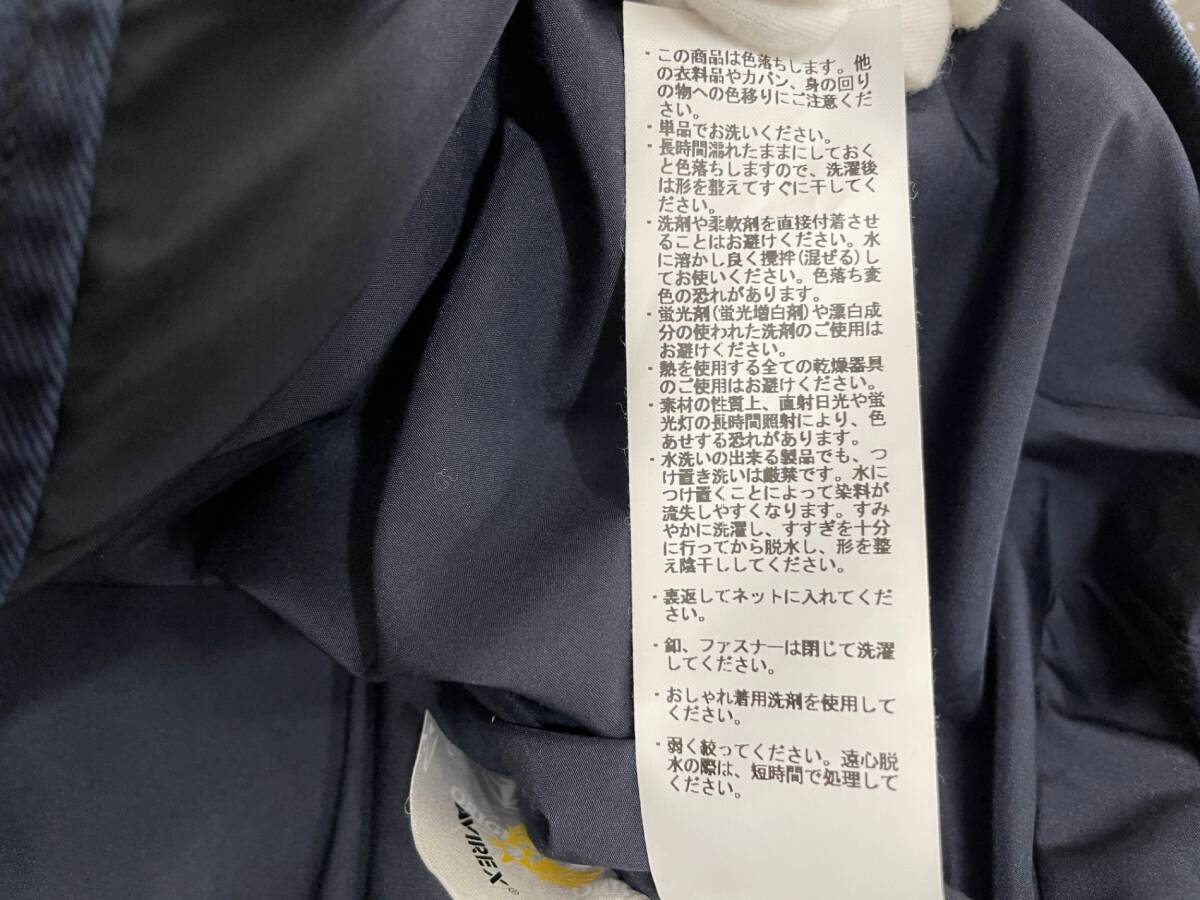 ・この商品は色落ちします。他
の衣料品やカバン、身の回り
の物への色移りにご注意くだ
さい。
・単品でお洗いください。
・長時間濡れたままにしておく
と色落ちしますので、洗濯後
は形を整えてすぐに干してく
ださい。
・洗剤や柔軟剤を直接付着させ
ることはお避けください。水
に溶かし良く攪拌(混ぜる)し
てお使いください。色落ち変
色の恐れがあります。
・蛍光剤(蛍光増白剤)や漂白成
分の使われた洗剤のご使用は
お避けください。
・熱を使用する全ての乾燥器具
のご使用はお避けください。
・素材の性質上、直射日光や蛍
光灯の長時間照射により、色
あせする恐れがあります。
・水洗いの出来る製品でも、つ
け置き洗いは厳禁です。水に
つけ置くことによって染料が
流失しやすくなります。すみ
やかに洗濯し、すすぎを十分
に行ってから脱水し、形を整
え陰干ししてください。
・裏返してネットに入れてくだ
さい。
・釦、ファスナーは閉じて洗濯
してください。
・おしゃれ着用洗剤を使用して
ください。
・弱く絞ってください。遠心脱
水の際は、短時間で処理して
ください。
AVIREX®